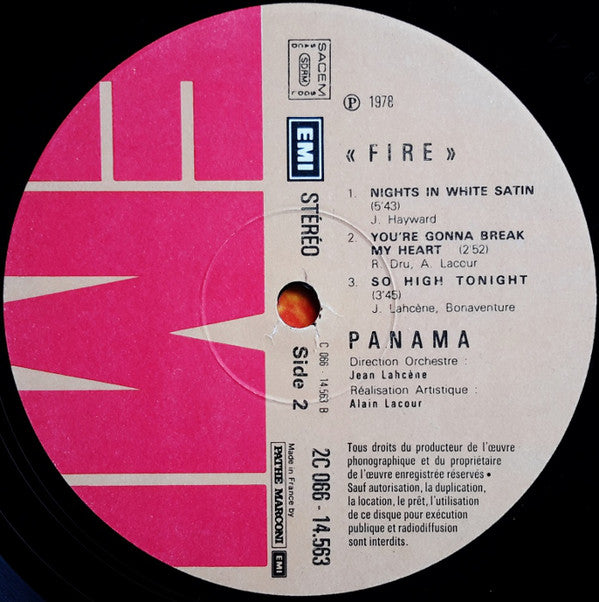 SACEM
SDRM
℗ 1978
EMI
« FIRE »
STÉRÉO
1. NIGHTS IN WHITE SATIN
(5'43)
J. Hayward
2. YOU'RE GONNA BREAK
MY HEART (2:52)
R. Dru, A. Lacour
3. SO HIGH TONIGHT
(3'45)
J. Lahcène, Bonaventure
PANAMA
Direction Orchestre :
Jean Lahcène
Réalisation Artistique :
Alain Lacour
C 066 - 14.563 B
Side 2
2C 066 - 14.563
Made in France by
PATHE MARCONI EMI
Tous droits du producteur de l'œuvre
phonographique et du propriétaire
de l'œuvre enregistrée réservés •
Sauf autorisation, la duplication,
la location, le prêt, l'utilisation
de ce disque pour exécution
publique et radiodiffusion
sont interdits.
EMI